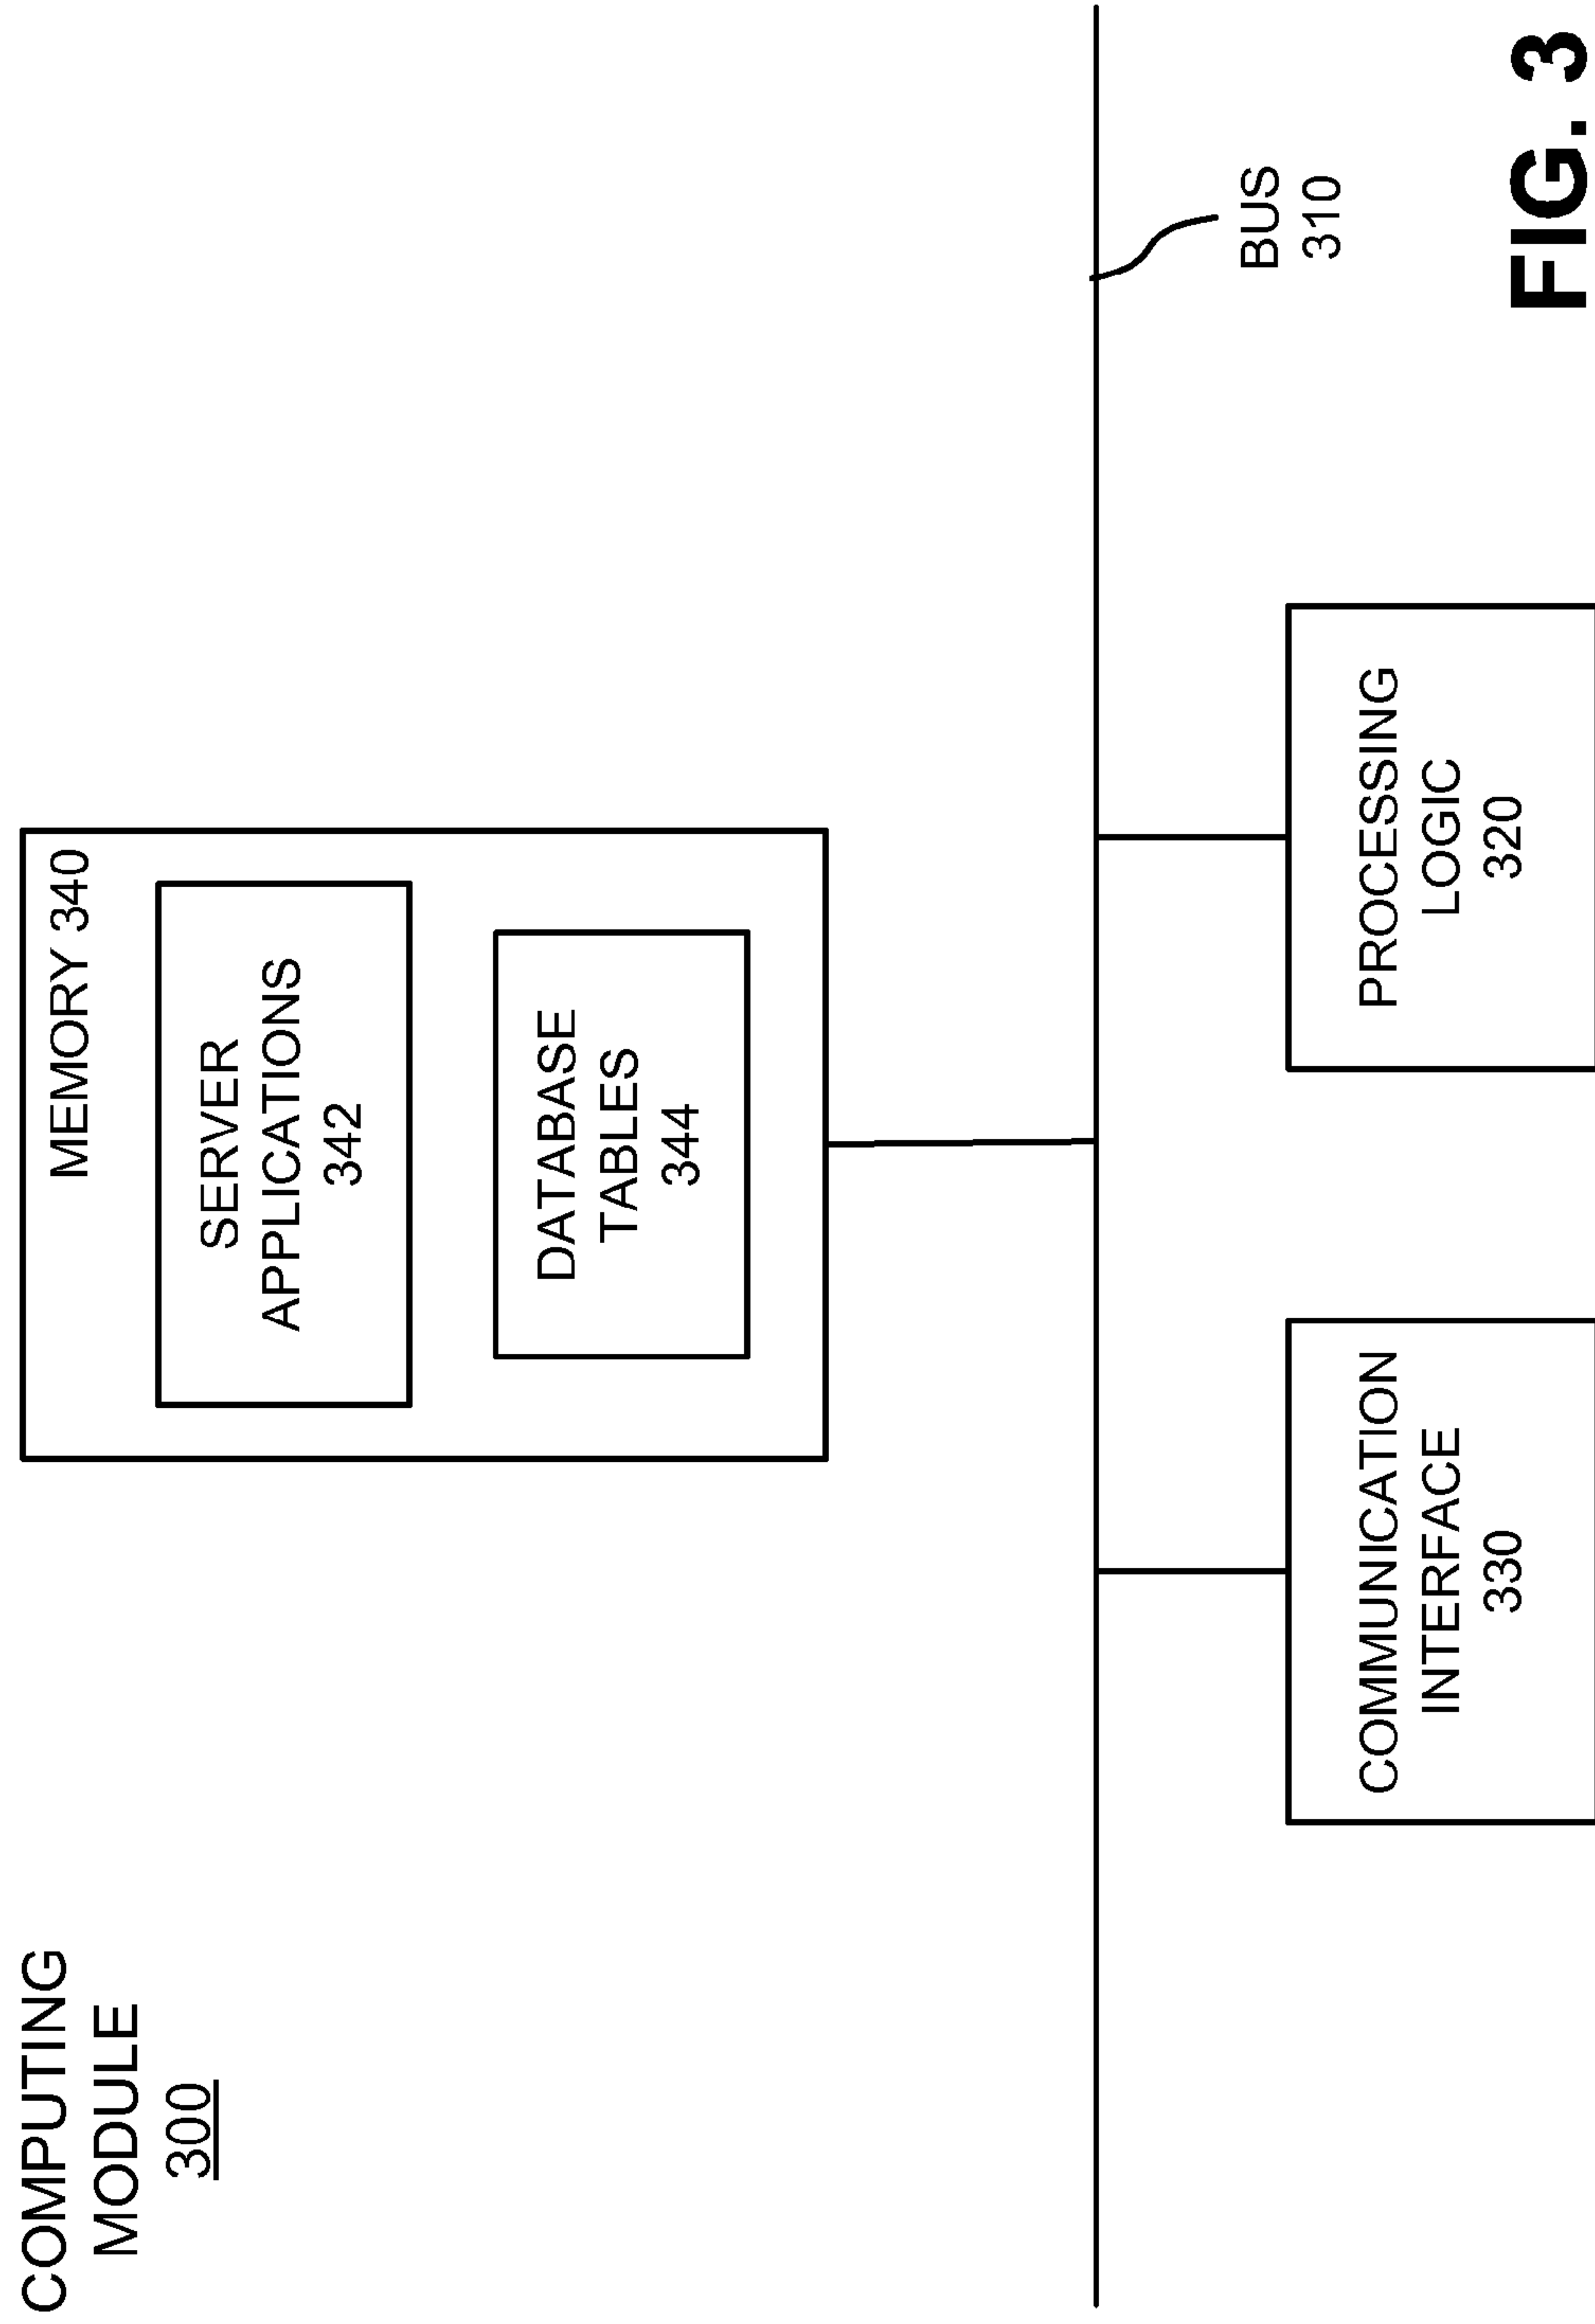 COMPUTING
MODULE
300
MEMORY 340
SERVER
APPLICATIONS
342
DATABASE
TABLES
344
BUS
310
COMMUNICATION
INTERFACE
330
PROCESSING
LOGIC
320
FIG. 3